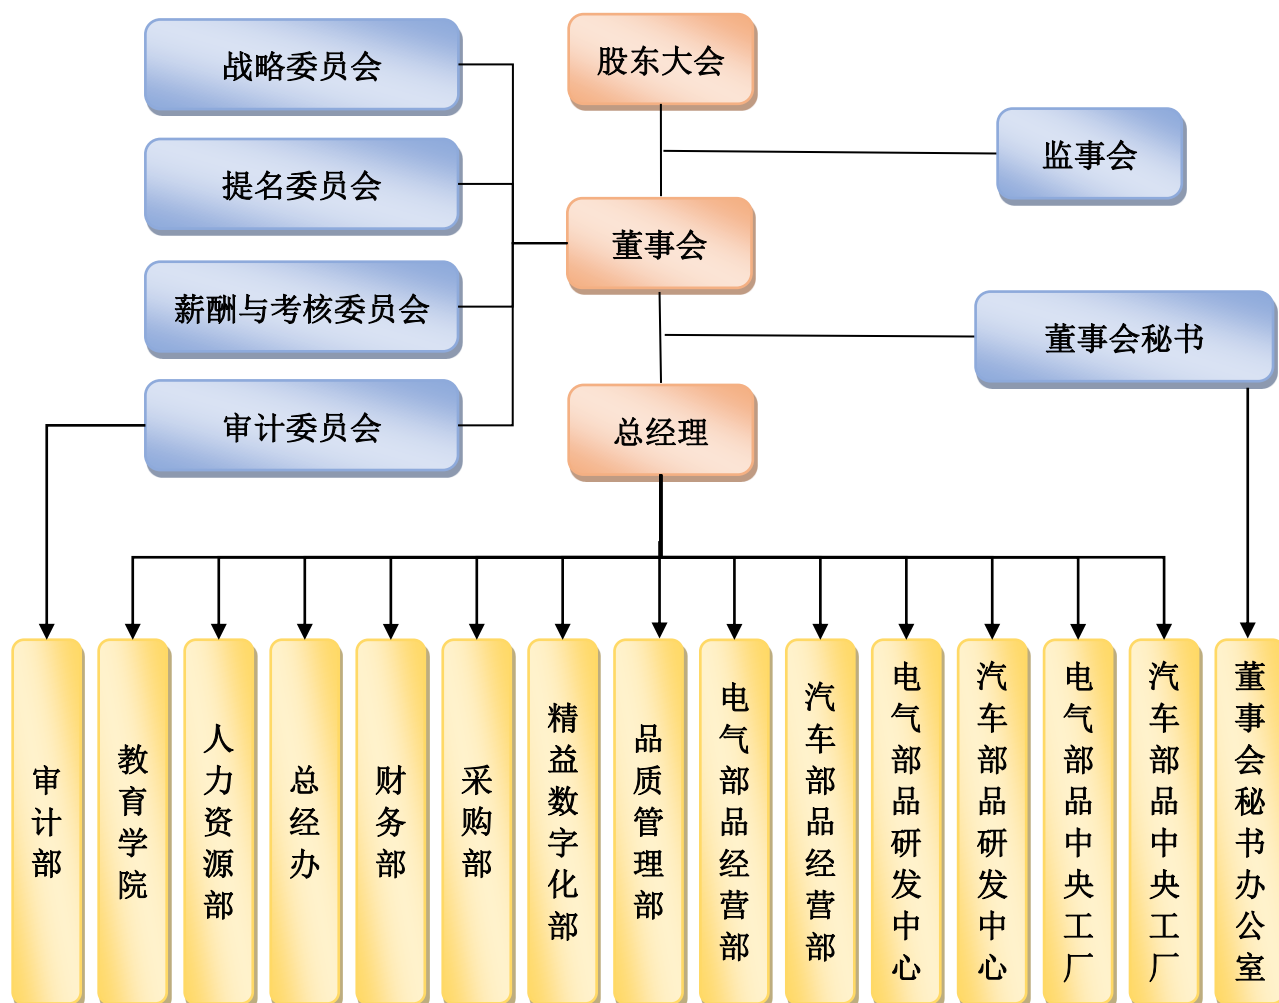 战略委员会
股东大会
监事会
提名委员会
董事会
薪酬与考核委员会
董事会秘书
审计委员会
总经理
审计部
教育学院
人力资源部
总经办
财务部
采购部
精益数字化部
品质管理部
电气部品经营部
汽车部品经营部
电气部品研发中心
汽车部品研发中心
电气部品中央工厂
汽车部品中央工厂
董事会秘书办公室